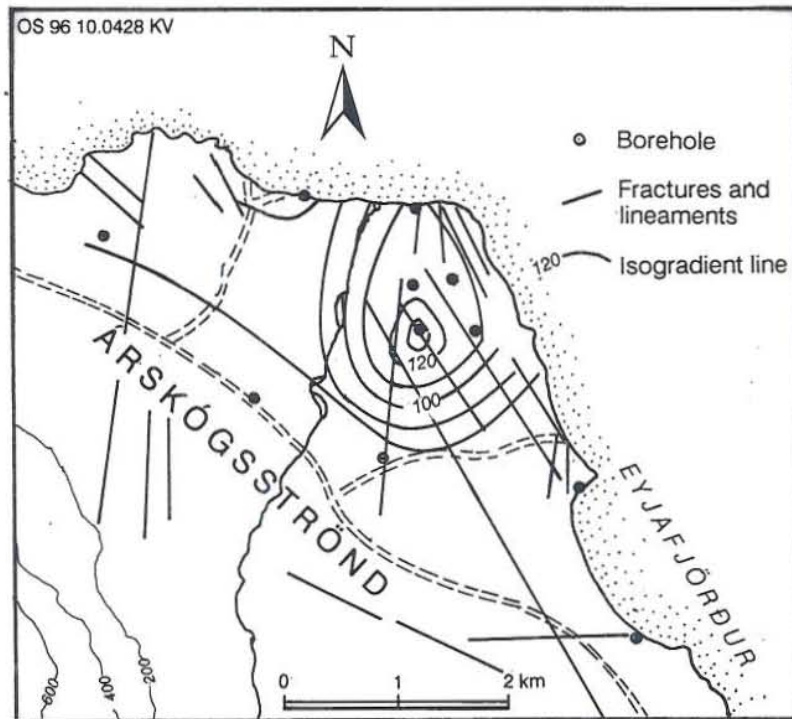 OS 96 10.0428 KV
N
Borehole
Fractures and
lineaments
120
Isogradient line
120
100
ÁRSKÓGSSTRÖND
EYJAFJÖRÐUR
600
400
200
0 1 2 km